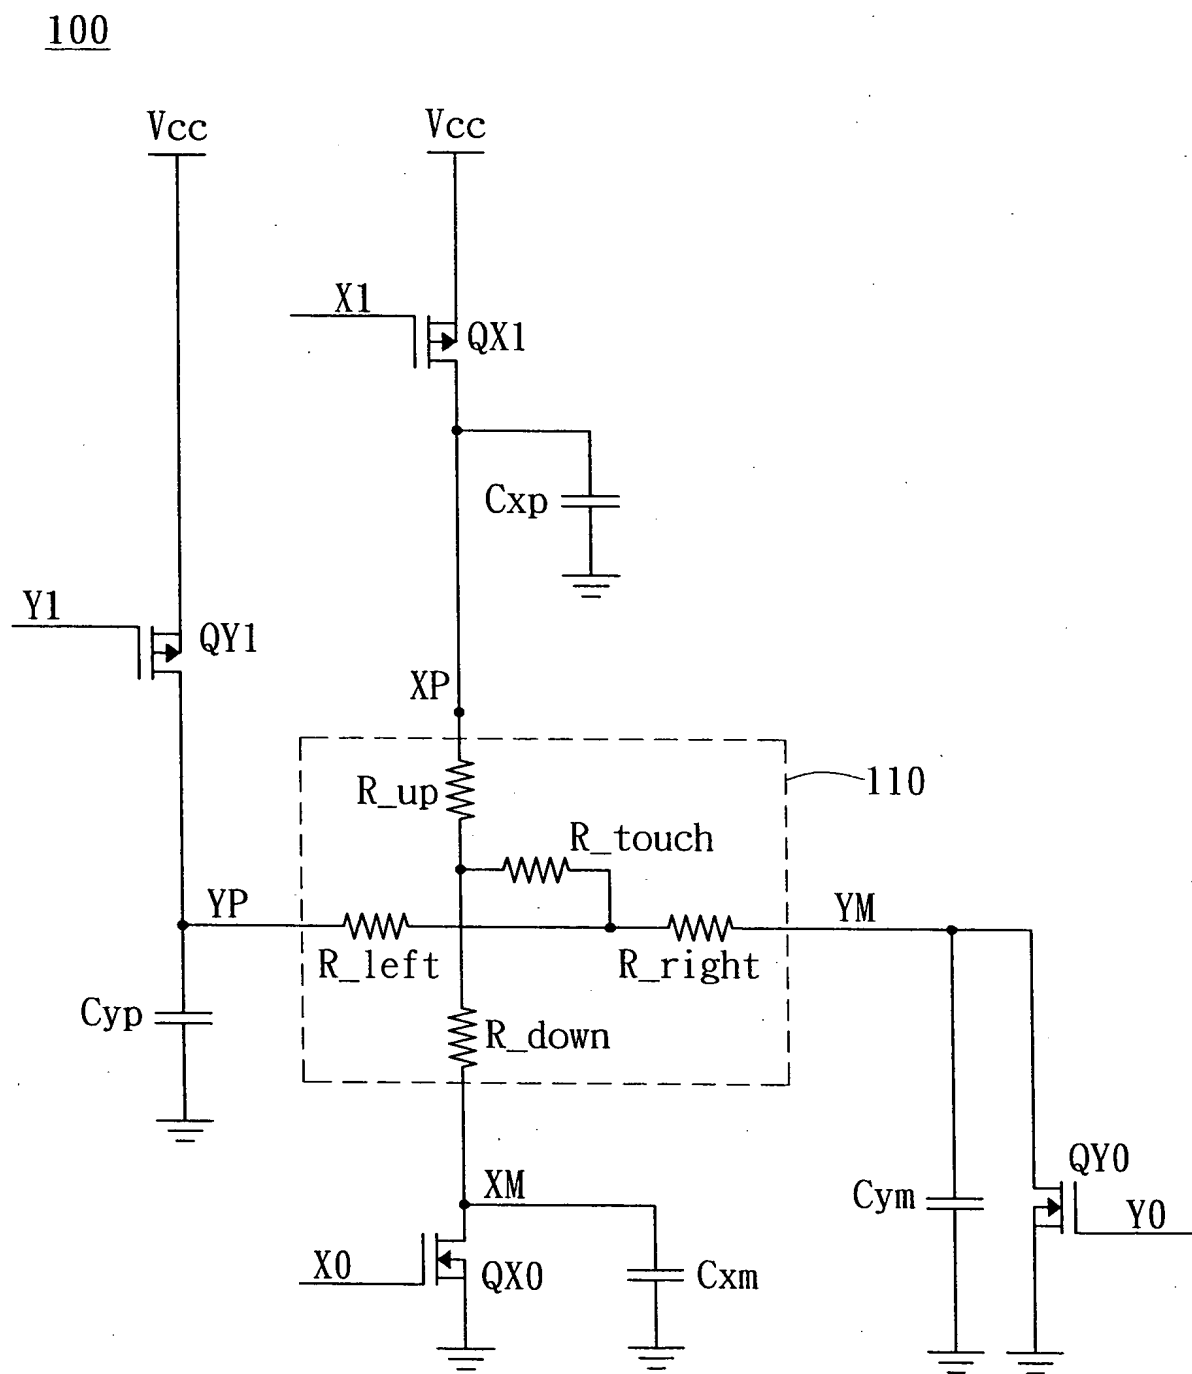 100
Vcc
Vcc
X1
QX1
Cxp
Y1
QY1
XP
R_up
110
R_touch
YP
YM
R_left
R_right
Cyp
R_down
QY0
XM
Cym
Y0
X0
QX0
Cxm